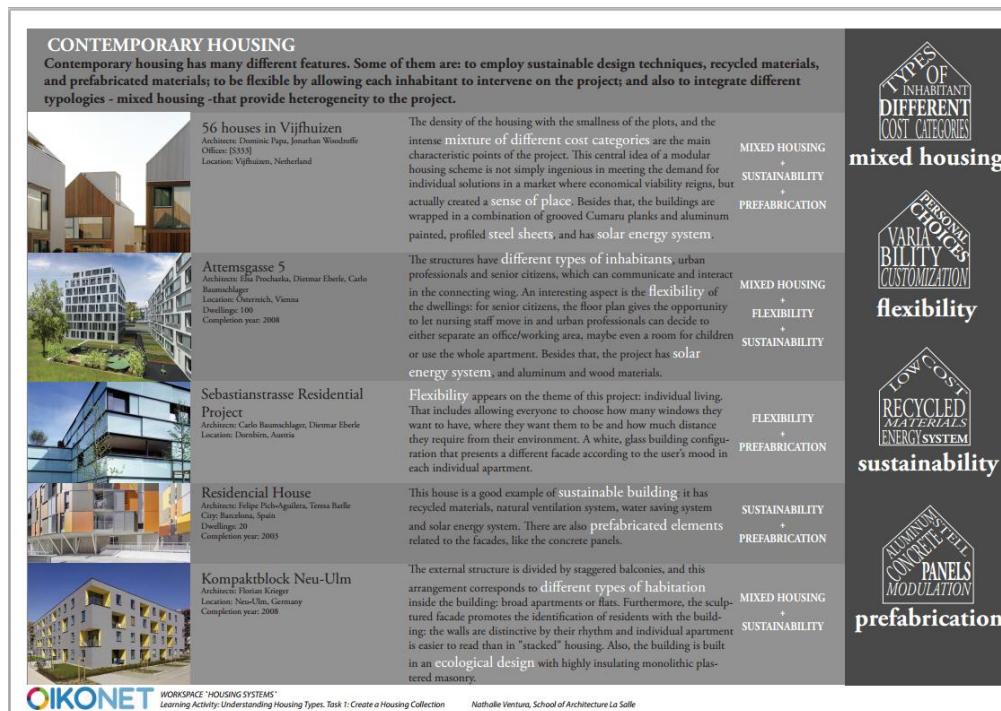 CONTEMPORARY HOUSING
Contemporary housing has many different features. Some of them are: to employ sustainable design techniques, recycled materials,
and prefabricated materials; to be flexible by allowing each inhabitant to intervene on the project; and also to integrate different
typologies - mixed housing -that provide heterogeneity to the project.
56 houses in Vijfhuizen
Architects: Dominic Papa, Jonathan Woodroffe
Offices: [S333]
Location: Vijfhuizen, Netherland
The density of the housing with the smallness of the plots, and the
intense mixture of different cost categories are the main
characteristic points of the project. This central idea of a modular
housing scheme is not simply ingenious in meeting the demand for
individual solutions in a market where economical viability reigns, but
actually created a sense of place. Besides that, the buildings are
wrapped in a combination of grooved Cumaru planks and aluminum
painted, profiled steel sheets, and has solar energy system.
MIXED HOUSING
+
SUSTAINABILITY
+
PREFABRICATION
Attemsgasse 5
Architects: Elsa Prochazka, Dietmar Eberle, Carlo
Baumschlager
Location: Österreich, Vienna
Dwellings: 100
Completion year: 2008
The structures have different types of inhabitants, urban
professionals and senior citizens, which can communicate and interact
in the connecting wing. An interesting aspect is the flexibility of
the dwellings: for senior citizens, the floor plan gives the opportunity
to let nursing staff move in and urban professionals can decide to
either separate an office/working area, maybe even a room for children
or use the whole apartment. Besides that, the project has solar
energy system, and aluminum and wood materials.
MIXED HOUSING
+
FLEXIBILITY
+
SUSTAINABILITY
Sebastianstrasse Residential
Project
Architects: Carlo Baumschlager, Dietmar Eberle
Location: Dornbirn, Austria
Flexibility appears on the theme of this project: individual living.
That includes allowing everyone to choose how many windows they
want to have, where they want them to be and how much distance
they require from their environment. A white, glass building configu-
ration that presents a different facade according to the user's mood in
each individual apartment.
FLEXIBILITY
+
PREFABRICATION
Residencial House
Architects: Felipe Pich-Aguilera, Teresa Batlle
City: Barcelona, Spain
Dwellings: 20
Completion year: 2003
This house is a good example of sustainable building: it has
recycled materials, natural ventilation system, water saving system
and solar energy system. There are also prefabricated elements
related to the facades, like the concrete panels.
SUSTAINABILITY
+
PREFABRICATION
Kompaktblock Neu-Ulm
Architects: Florian Krieger
Location: Neu-Ulm, Germany
Completion year: 2008
The external structure is divided by staggered balconies, and this
arrangement corresponds to different types of habitation
inside the building: broad apartments or flats. Furthermore, the sculp-
tured facade promotes the identification of residents with the build-
ing: the walls are distinctive by their rhythm and individual apartment
is easier to read than in "stacked" housing. Also, the building is built
in an ecological design with highly insulating monolithic plas-
tered masonry.
MIXED HOUSING
+
SUSTAINABILITY
TYPES
OF
INHABITANT
DIFFERENT
COST CATEGORIES
mixed housing
PERSONAL
CHOICES
VARIA
BILITY
CUSTOMIZATION
flexibility
LOW COST
RECYCLED
MATERIALS
ENERGY SYSTEM
sustainability
ALUMINUM
STELL
CONCRETE
PANELS
MODULATION
prefabrication
OIKONET
WORKSPACE "HOUSING SYSTEMS"
Learning Activity: Understanding Housing Types. Task 1: Create a Housing Collection
Nathalie Ventura, School of Architecture La Salle